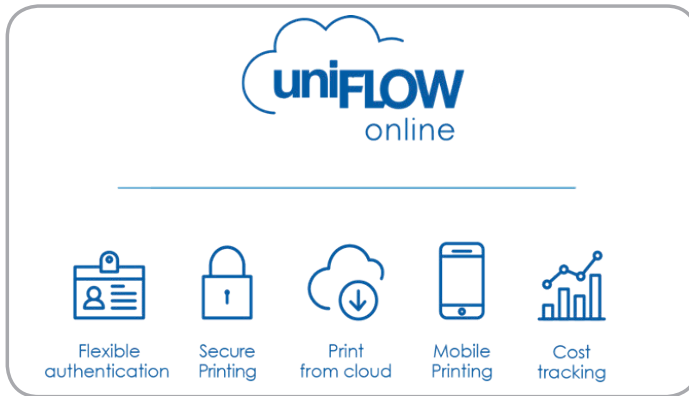 uniFLOW
online
Flexible
authentication
Secure
Printing
Print
from cloud
Mobile
Printing
Cost
tracking